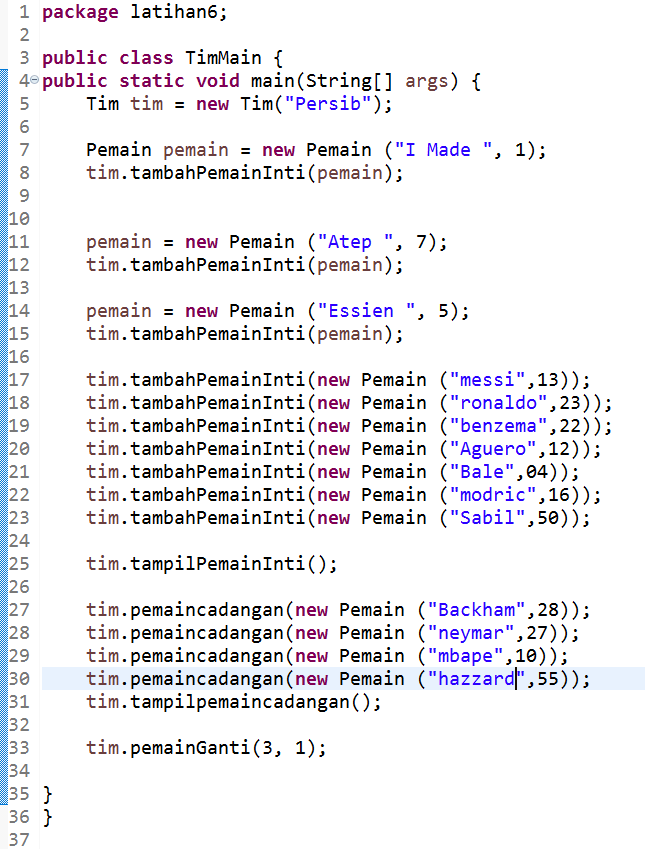 1 package latihan6;
2
3 public class TimMain {
4 public static void main(String[] args) {
5 Tim tim = new Tim("Persib");
6
7 Pemain pemain = new Pemain ("I Made ", 1);
8 tim.tambahPemainInti(pemain);
9
10
11 pemain = new Pemain ("Atep ", 7);
12 tim.tambahPemainInti(pemain);
13
14 pemain = new Pemain ("Essien ", 5);
15 tim.tambahPemainInti(pemain);
16
17 tim.tambahPemainInti(new Pemain ("messi",13));
18 tim.tambahPemainInti(new Pemain ("ronaldo",23));
19 tim.tambahPemainInti(new Pemain ("benzema",22));
20 tim.tambahPemainInti(new Pemain ("Aguero",12));
21 tim.tambahPemainInti(new Pemain ("Bale",04));
22 tim.tambahPemainInti(new Pemain ("modric",16));
23 tim.tambahPemainInti(new Pemain ("Sabil",50));
24
25 tim.tampilPemainInti();
26
27 tim.pemaincadangan(new Pemain ("Backham",28));
28 tim.pemaincadangan(new Pemain ("neymar",27));
29 tim.pemaincadangan(new Pemain ("mbape",10));
30 tim.pemaincadangan(new Pemain ("hazzard",55));
31 tim.tampilpemaincadangan();
32
33 tim.pemainGanti(3, 1);
34
35 }
36 }
37